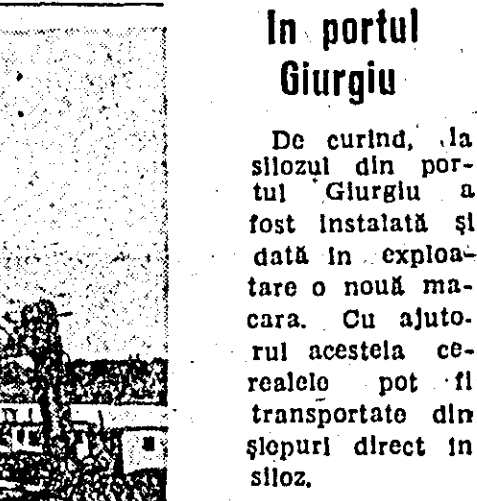 In portul
Giurgiu
De curînd, la
silozul din por-
tul Giurgiu a
fost instalată și
dată în exploa-
tare o nouă ma-
cara. Cu ajuto-
rul acesteia ce-
realele pot fi
transportate din
șlepuri direct în
siloz.